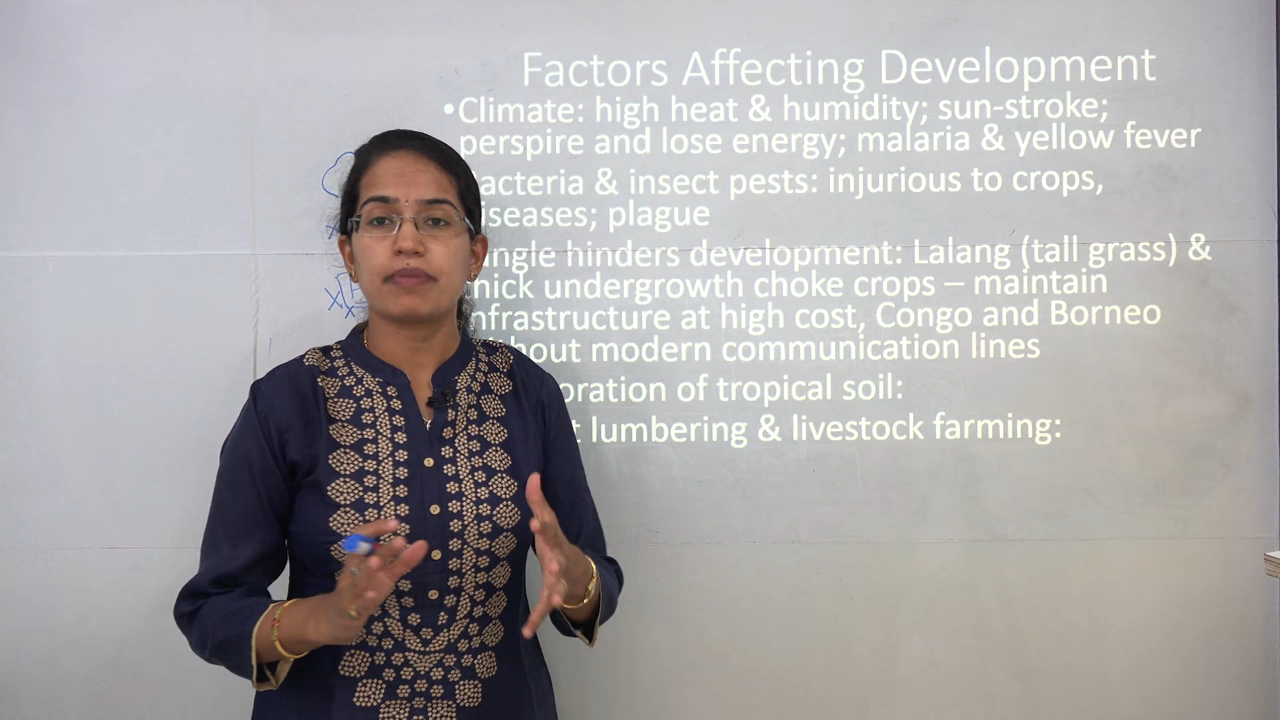 Factors Affecting Development
•Climate: high heat & humidity; sun-stroke;
perspire and lose energy; malaria & yellow fever
acteria & insect pests: injurious to crops,
iseases; plague
ngle hinders development: Lalang (tall grass) &
hick undergrowth choke crops – maintain
nfrastructure at high cost, Congo and Borneo
ithout modern communication lines
oration of tropical soil:
t lumbering & livestock farming: